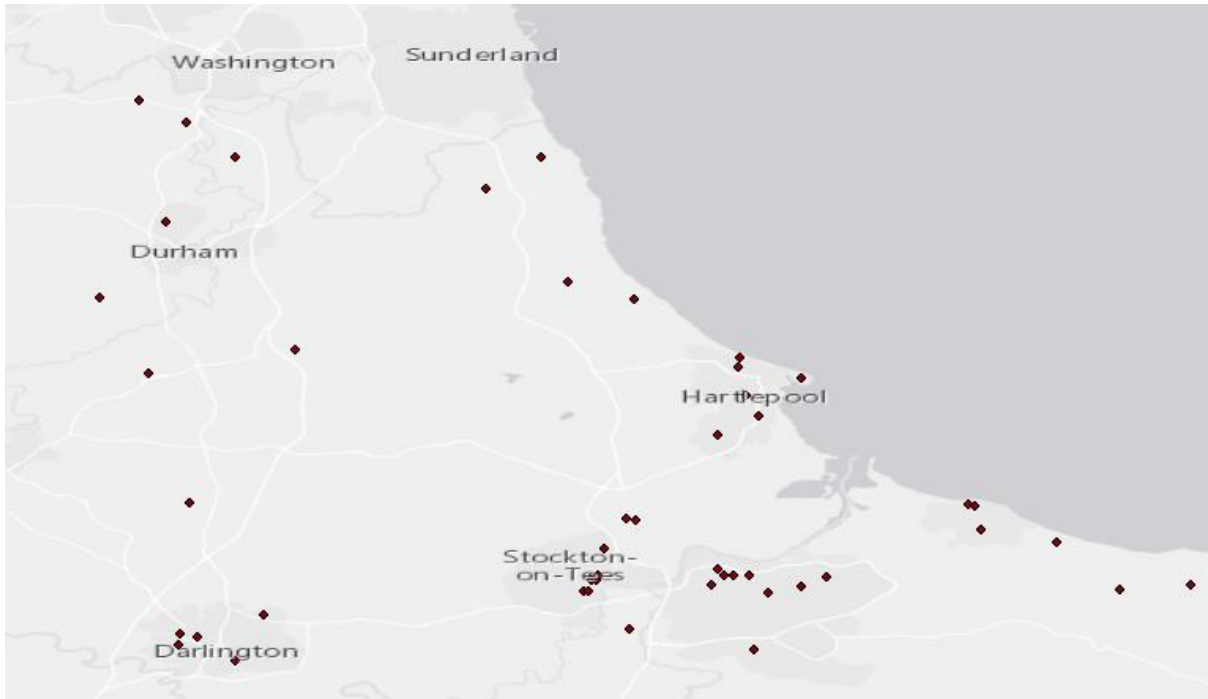 Sunderland
Washington
Durham
Hartlepool
Stockton-
on-Tees
Darlington